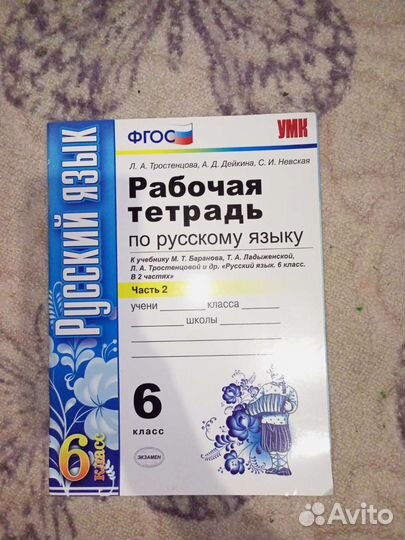 ФГОС
УМК
Л. А. Тростенцова, А. Д. Дейкина, С. И. Невская
Рабочая
тетрадь
по русскому языку
К учебнику М. Т. Баранова, Т. А. Ладыженской,
Л. А. Тростенцовой и др. «Русский язык. 6 класс.
В 2 частях»
Часть 2
учени класса
школы
6
класс
ЭКЗАМЕН
Русский язык
6 класс
Avito